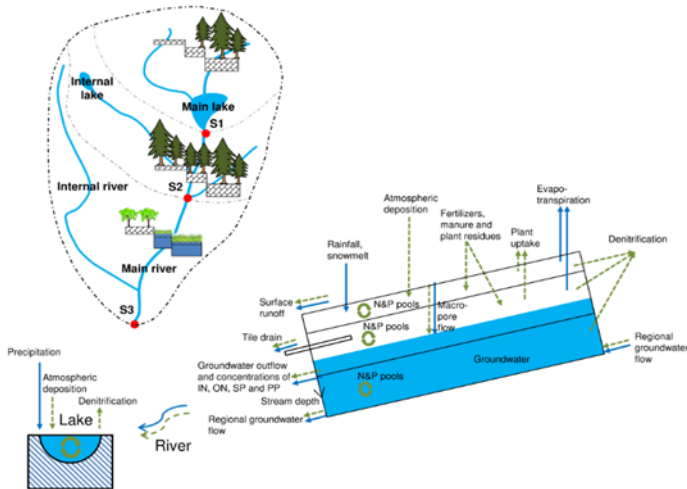 Internal
lake
Main lake
S1
Internal river
S2
Main river
S3
Precipitation
Atmospheric
deposition
Denitrification
Lake
River
Evapo-
transpiration
Atmospheric
deposition
Fertilizers,
manure and
plant residues
Plant
uptake
Denitrification
Rainfall,
snowmelt
Surface
runoff
N&P pools
Macro-
pore
flow
N&P pools
Tile drain
Groundwater
Regional
groundwater
flow
Groundwater outflow
and concentrations of
IN, ON, SP and PP
N&P pools
Stream depth
Regional groundwater
flow